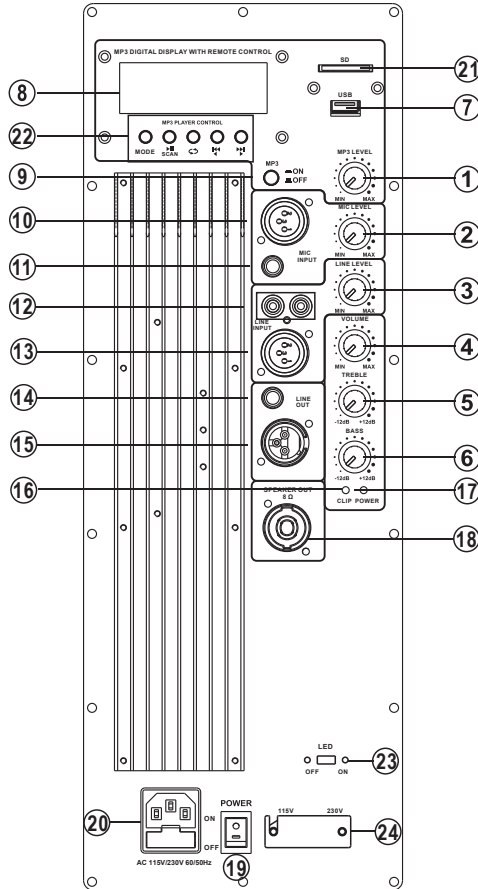 MP3 DIGITAL DISPLAY WITH REMOTE CONTROL
SD
21
8
USB
7
MP3 PLAYER CONTROL
22
MODE
SCAN
MP3
ON
OFF
9
MP3 LEVEL
MIN MAX
1
10
MIC INPUT
11
MIC LEVEL
MIN MAX
2
12
LINE INPUT
LINE LEVEL
MIN MAX
3
13
VOLUME
MIN MAX
4
14
LINE OUT
TREBLE
-12dB +12dB
5
15
BASS
-12dB +12dB
6
16
CLIP POWER
17
SPEAKER OUT
8 Ω
18
LED
OFF ON
23
20
POWER
ON
OFF
19
115V 230V
24
AC 115V/230V 60/50Hz